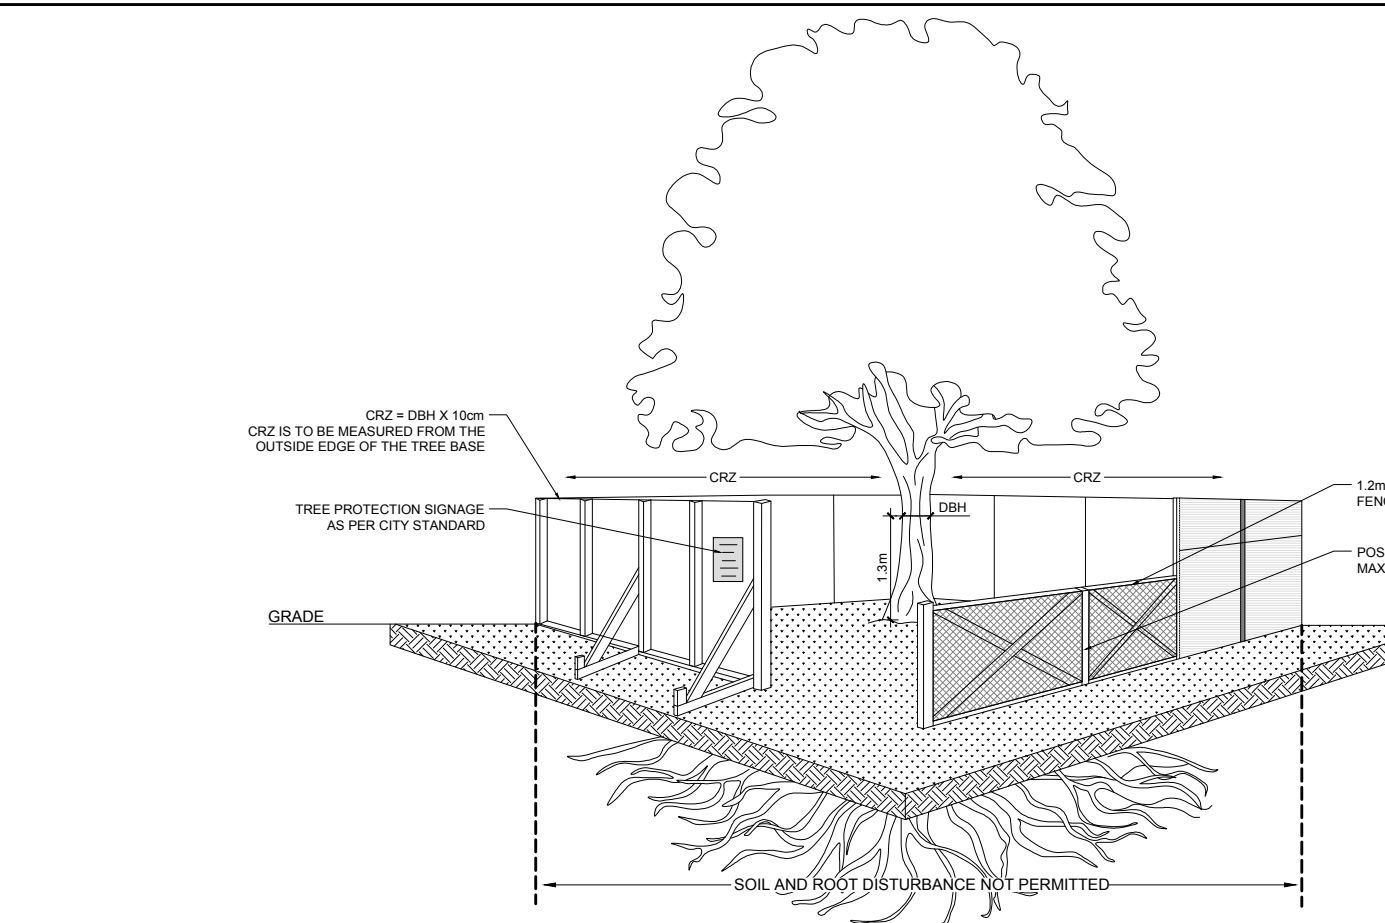 CRZ = DBH X 10cm
CRZ IS TO BE MEASURED FROM THE
OUTSIDE EDGE OF THE TREE BASE
TREE PROTECTION SIGNAGE
AS PER CITY STANDARD
GRADE
CRZ
CRZ
DBH
1.3m
1.2m
FEN
POS
MAX
SOIL AND ROOT DISTURBANCE NOT PERMITTED